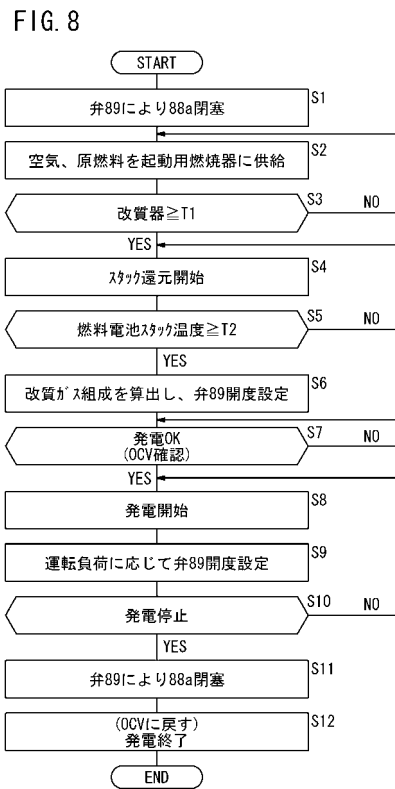 FIG. 8
START
弁89により88a閉塞
S1
空気、原燃料を起動用燃焼器に供給
S2
改質器≧T1
S3
NO
YES
スタック還元開始
S4
燃料電池スタック温度≧T2
S5
NO
YES
改質ガス組成を算出し、弁89開度設定
S6
発電OK
(OCV確認)
S7
NO
YES
発電開始
S8
運転負荷に応じて弁89開度設定
S9
発電停止
S10
NO
YES
弁89により88a閉塞
S11
(OCVに戻す)
発電終了
S12
END